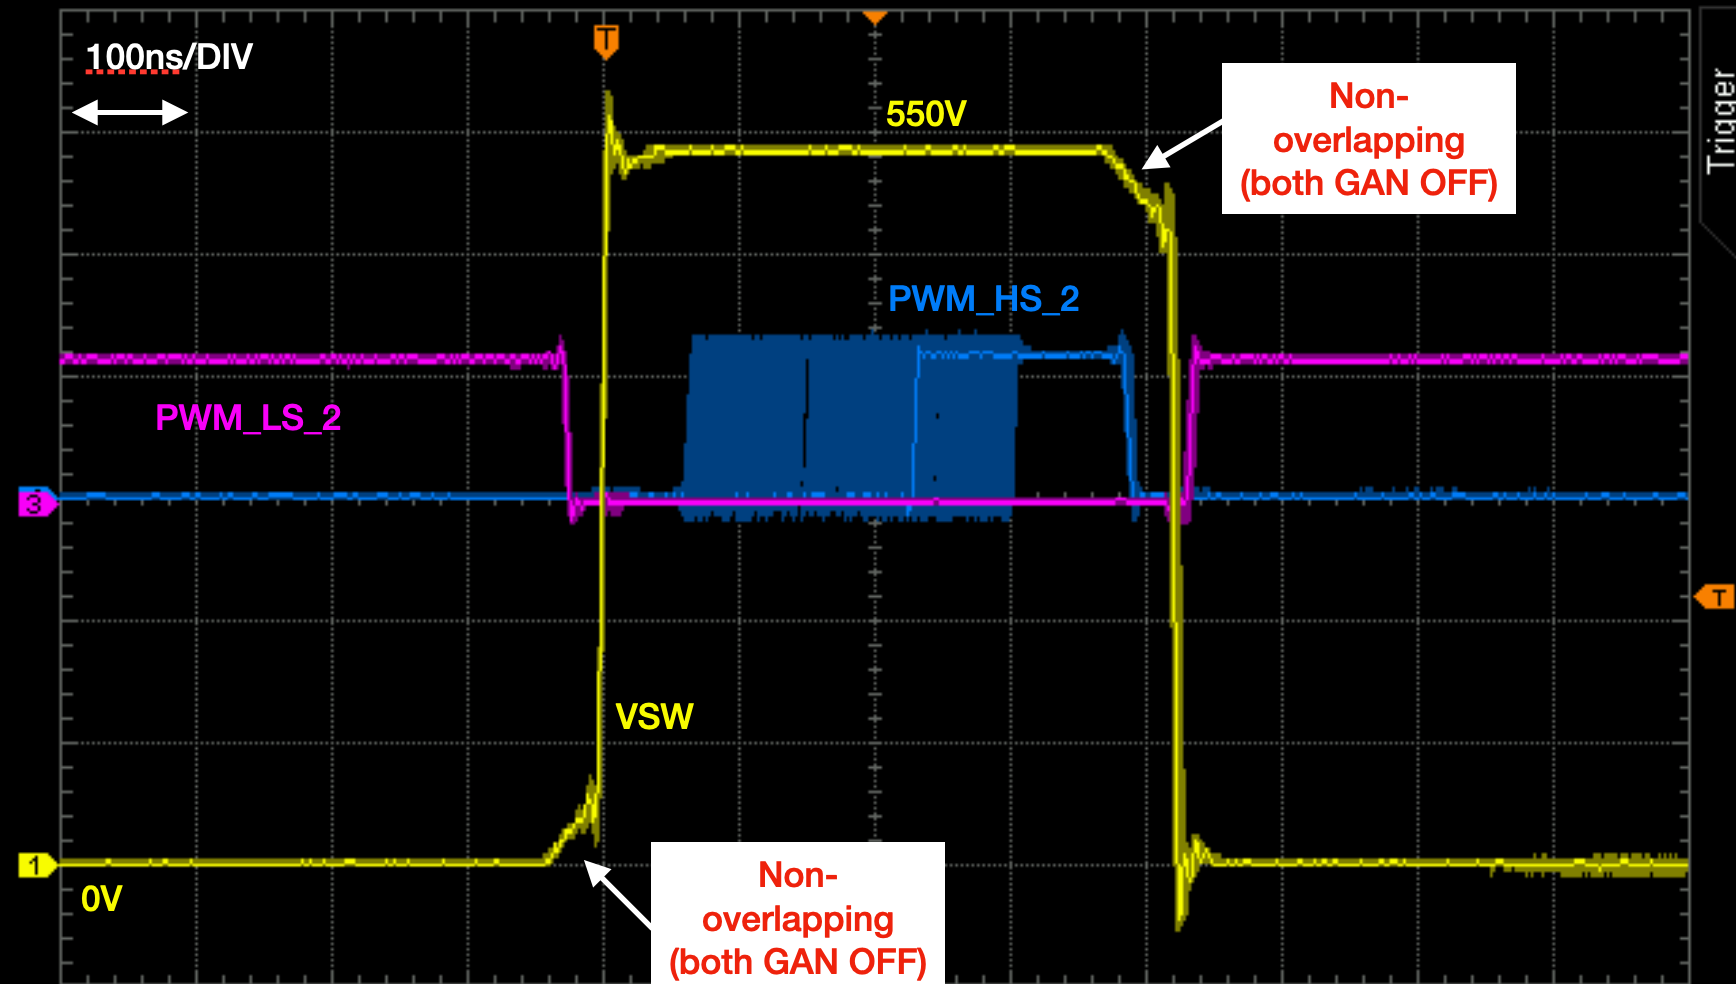 100ns/DIV
T
550V
Non-
overlapping
(both GAN OFF)
Trigger
PWM_HS_2
PWM_LS_2
3
T
VSW
1
0V
Non-
overlapping
(both GAN OFF)